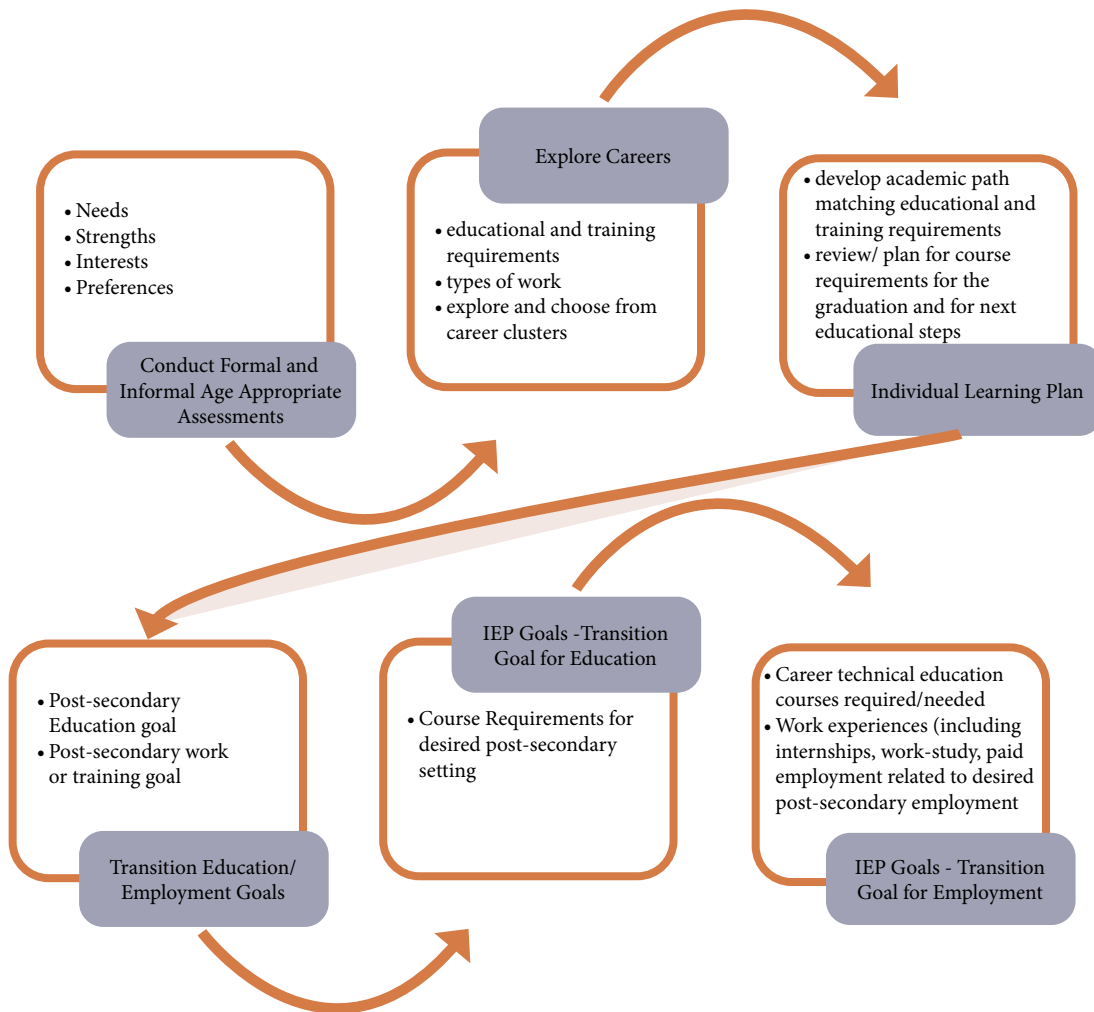 • Needs
• Strengths
• Interests
• Preferences
Conduct Formal and
Informal Age Appropriate
Assessments
Explore Careers
• educational and training
requirements
• types of work
• explore and choose from
career clusters
• develop academic path
matching educational and
training requirements
• review/ plan for course
requirements for the
graduation and for next
educational steps
Individual Learning Plan
• Post-secondary
Education goal
• Post-secondary work
or training goal
Transition Education/
Employment Goals
IEP Goals -Transition
Goal for Education
• Course Requirements for
desired post-secondary
setting
• Career technical education
courses required/needed
• Work experiences (including
internships, work-study, paid
employment related to desired
post-secondary employment
IEP Goals - Transition
Goal for Employment